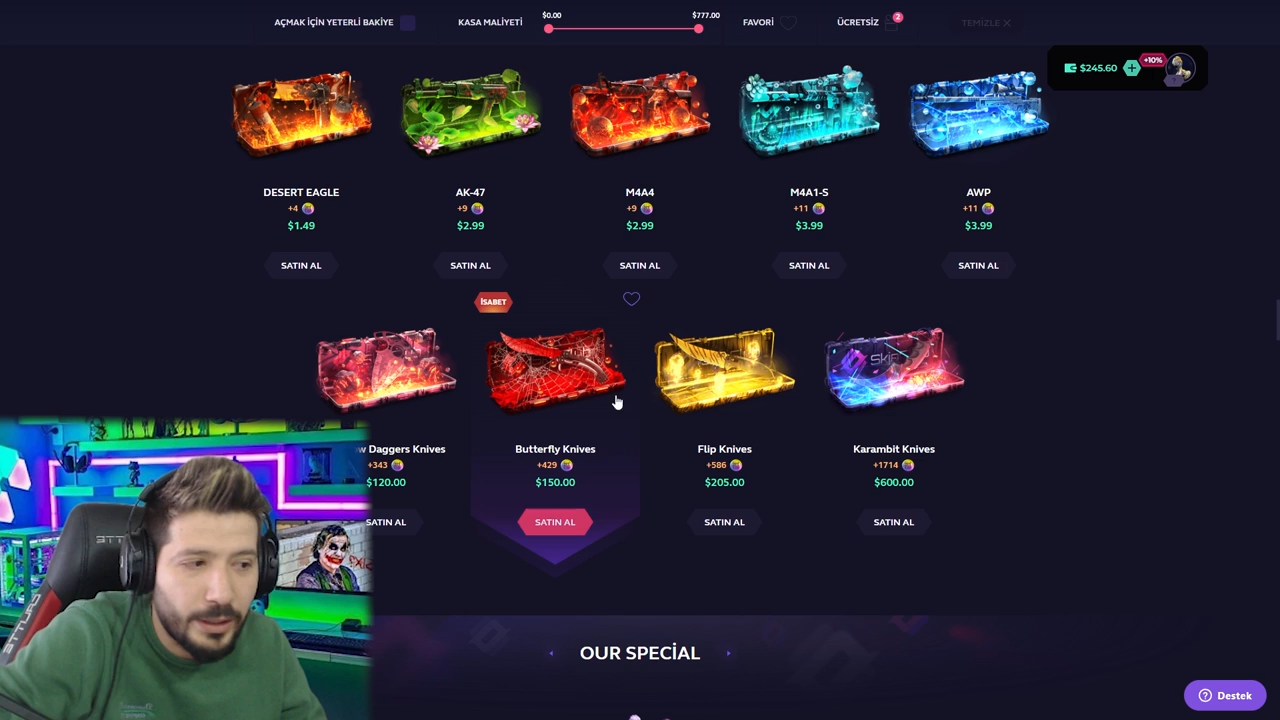 AÇMAK İÇİN YETERLİ BAKİYE
KASA MALİYETİ
$0.00
$777.00
FAVORİ
ÜCRETSİZ
2
TEMİZLE ×
$245.60
+10%
DESERT EAGLE
+4
$1.49
SATIN AL
AK-47
+9
$2.99
SATIN AL
M4A4
+9
$2.99
SATIN AL
M4A1-S
+11
$3.99
SATIN AL
AWP
+11
$3.99
SATIN AL
w Daggers Knives
+343
$120.00
SATIN AL
İSABET
Butterfly Knives
+429
$150.00
SATIN AL
Flip Knives
+586
$205.00
SATIN AL
Karambit Knives
+1714
$600.00
SATIN AL
OUR SPECİAL
Destek